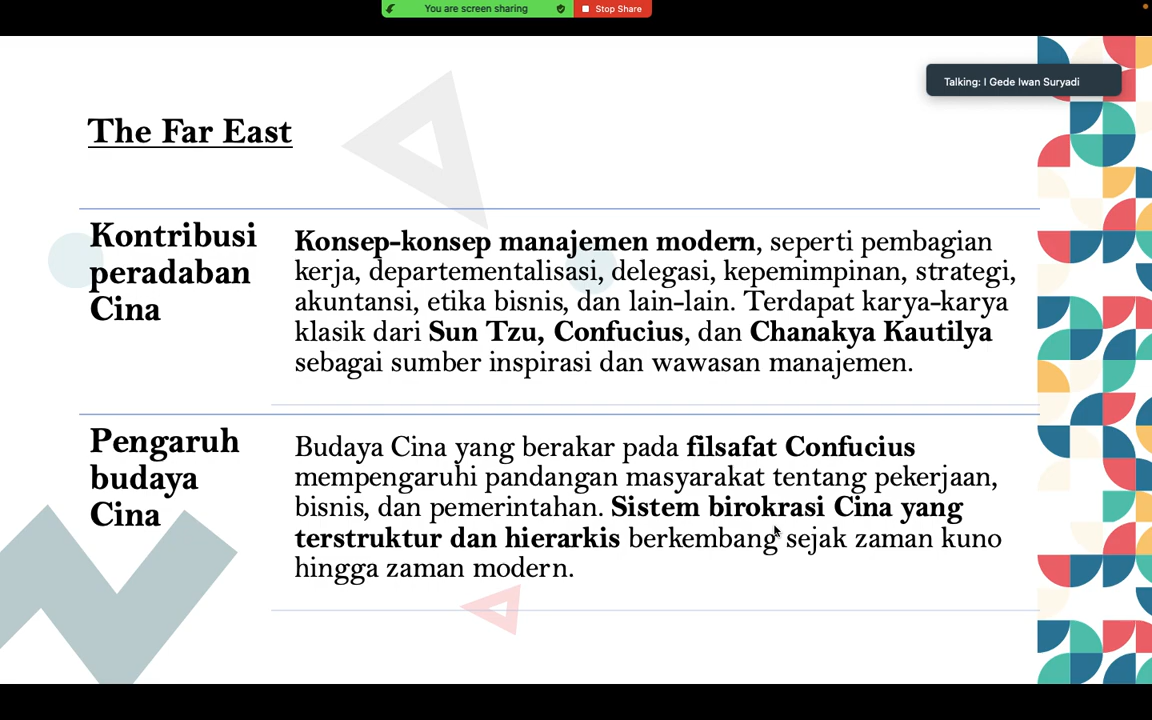 You are screen sharing
Stop Share
Talking: I Gede Iwan Suryadi
The Far East
Kontribusi
peradaban
Cina
Konsep-konsep manajemen modern, seperti pembagian
kerja, departementalisasi, delegasi, kepemimpinan, strategi,
akuntansi, etika bisnis, dan lain-lain. Terdapat karya-karya
klasik dari Sun Tzu, Confucius, dan Chanakya Kautilya
sebagai sumber inspirasi dan wawasan manajemen.
Pengaruh
budaya
Cina
Budaya Cina yang berakar pada filsafat Confucius
mempengaruhi pandangan masyarakat tentang pekerjaan,
bisnis, dan pemerintahan. Sistem birokrasi Cina yang
terstruktur dan hierarkis berkembang sejak zaman kuno
hingga zaman modern.